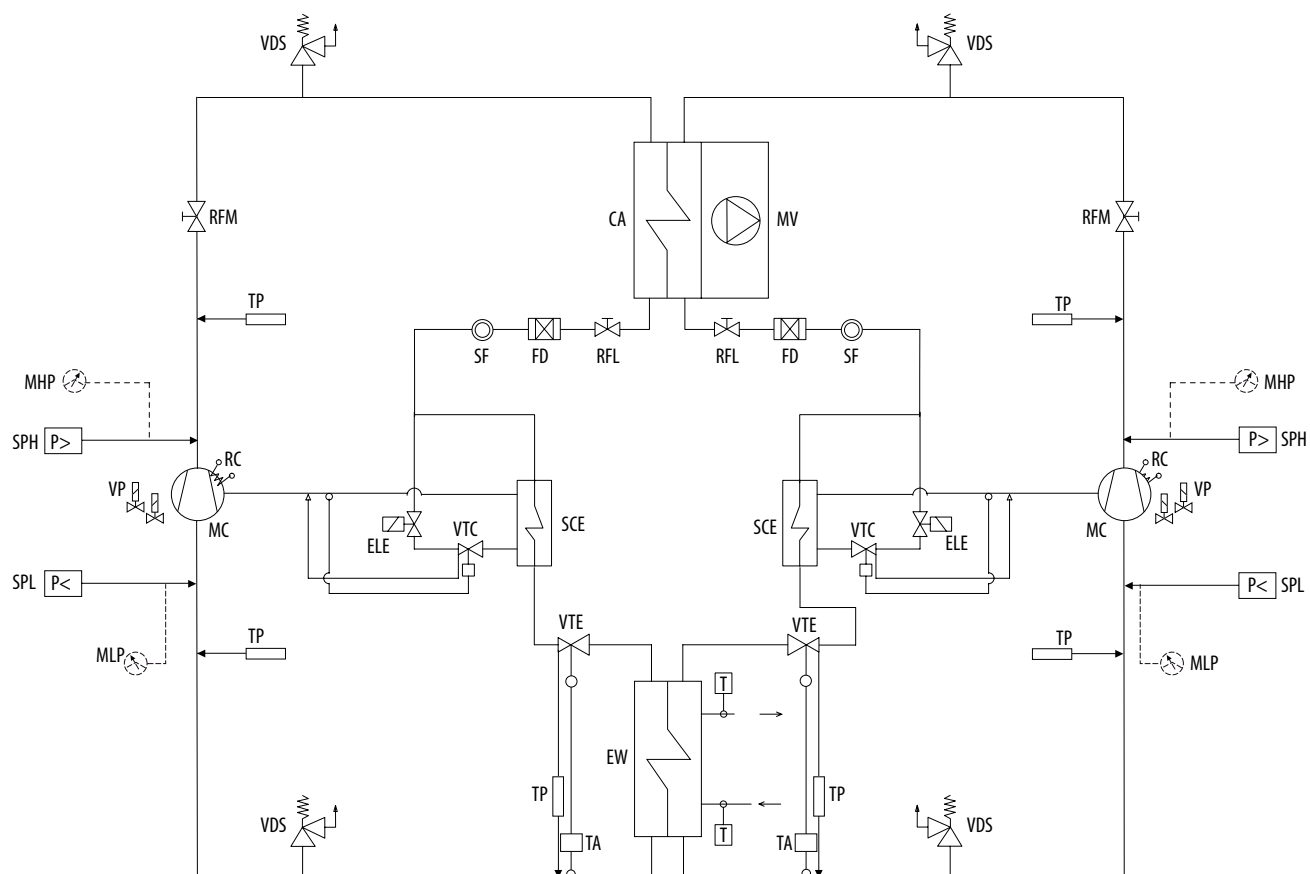 VDS VDS
CA MV
RFM RFM
TP TP
SF FD RFL RFL FD SF
MHP MHP
SPH P> P> SPH
RC RC
VP VP
MC ELE VTC SCE SCE VTC ELE MC
SPL P< P< SPL
VTE VTE
TP TP
MLP MLP
T
EW
TP TP
VDS VDS
T
TA TA